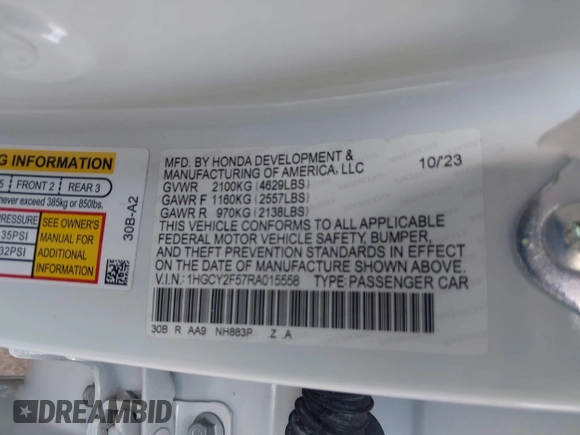 G INFORMATION
5 FRONT 2 REAR 3
never exceed 385kg or 850lbs.
PRESSURE
35PSI
32PSI
SEE OWNER'S
MANUAL FOR
ADDITIONAL
INFORMATION
30B-A2
MFD. BY HONDA DEVELOPMENT &
MANUFACTURING OF AMERICA, LLC 10/23
GVWR 2100KG (4629LBS)
GAWR F 1160KG (2557LBS)
GAWR R 970KG (2138LBS)
THIS VEHICLE CONFORMS TO ALL APPLICABLE
FEDERAL MOTOR VEHICLE SAFETY, BUMPER,
AND THEFT PREVENTION STANDARDS IN EFFECT
ON THE DATE OF MANUFACTURE SHOWN ABOVE.
V.I.N.:1HGCY2F57RA015558 TYPE:PASSENGER CAR
30B R AA9 NH883P Z A
DREAMBID